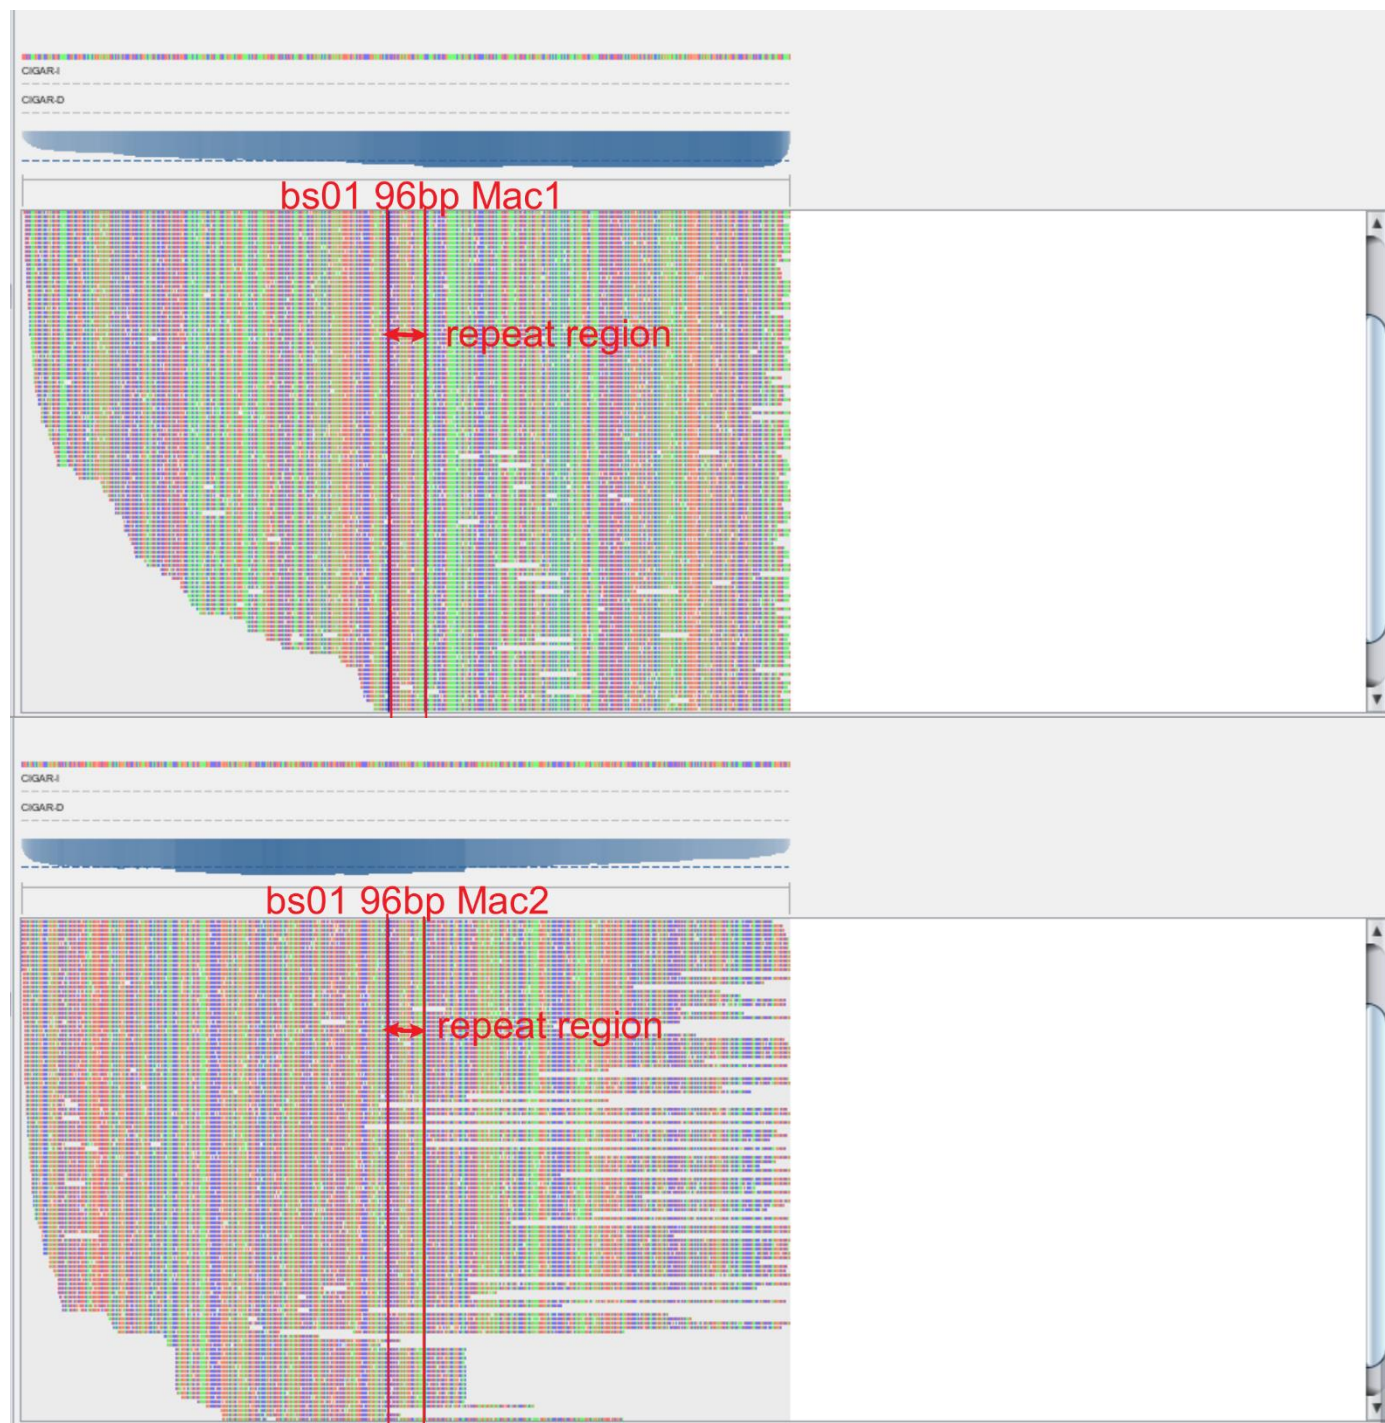 CIGAR-I
CIGAR-D
bs01 96bp Mac1
repeat region
CIGAR-I
CIGAR-D
bs01 96bp Mac2
repeat region